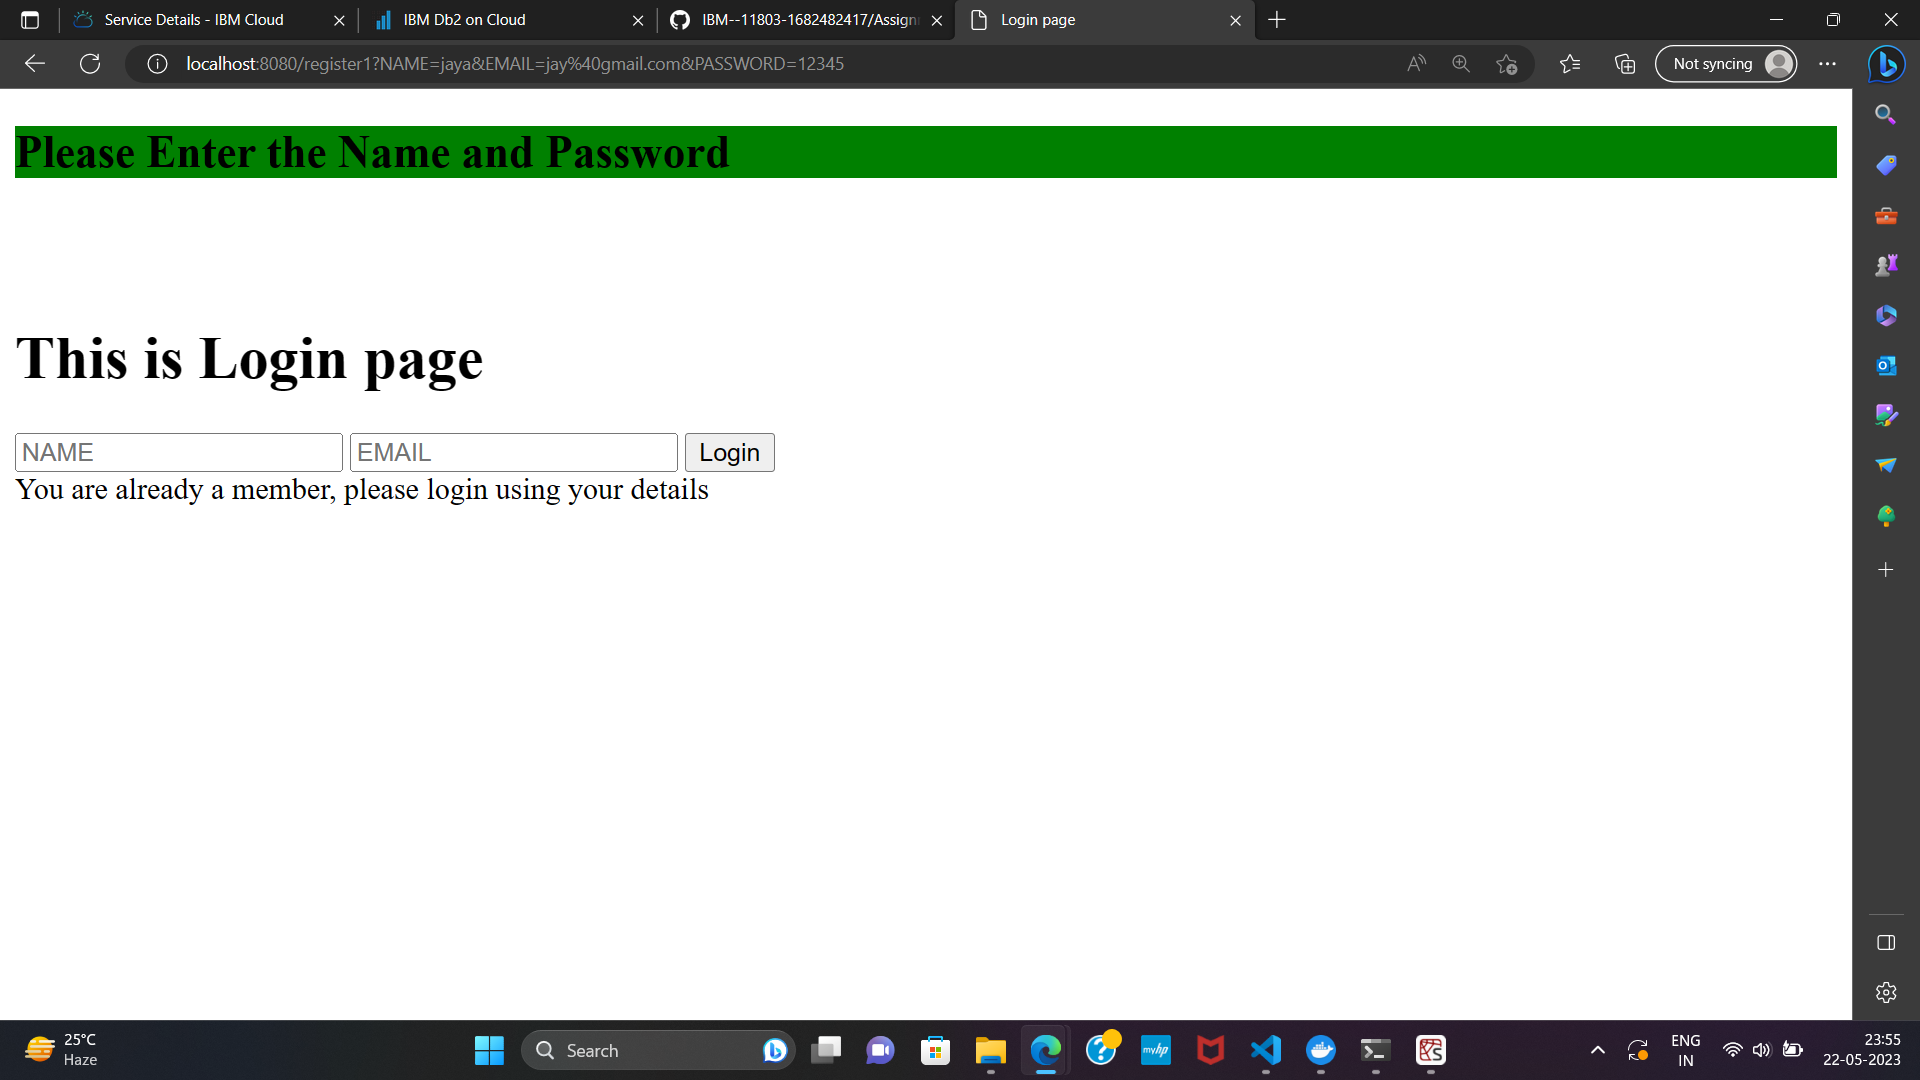 Service Details - IBM Cloud
IBM Db2 on Cloud
IBM--11803-1682482417/Assign
Login page
localhost:8080/register1?NAME=jaya&EMAIL=jay%40gmail.com&PASSWORD=12345
Not syncing
Please Enter the Name and Password
This is Login page
NAME EMAIL Login
You are already a member, please login using your details
25°C
Haze
Search
myhp
ENG
IN
23:55
22-05-2023